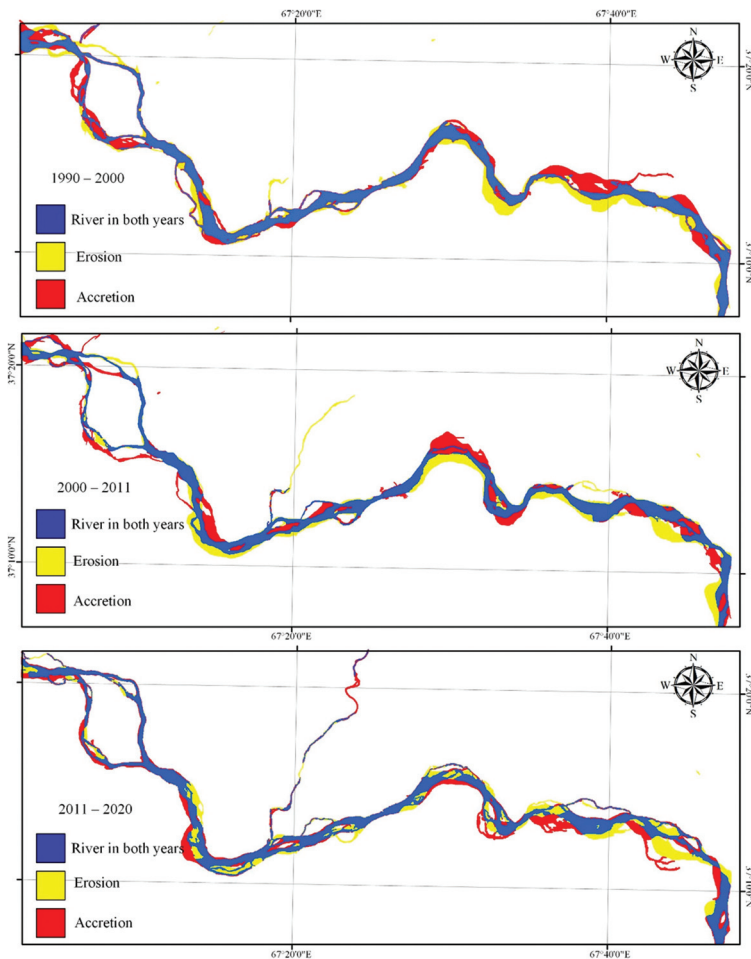 67°20'0"E
67°40'0"E
N
W
E
S
1990 – 2000
River in both years
Erosion
Accretion
37°20'0"N
N
W
E
S
2000 – 2011
37°10'0"N
River in both years
Erosion
Accretion
67°20'0"E
67°40'0"E
N
W
E
S
2011 – 2020
River in both years
Erosion
Accretion
67°20'0"E
67°40'0"E